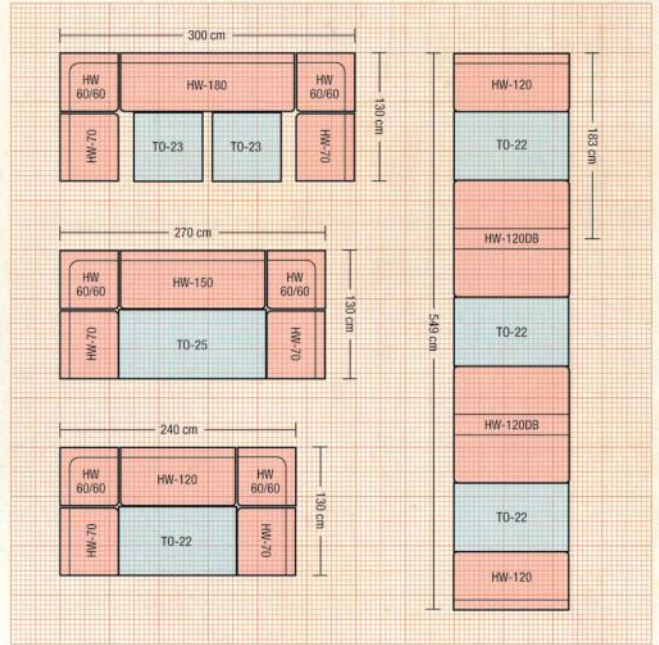 300 cm
HW
60/60
HW-180
HW
60/60
HW-70
TO-23
TO-23
HW-70
130 cm
270 cm
HW
60/60
HW-150
HW
60/60
HW-70
TO-25
HW-70
130 cm
240 cm
HW
60/60
HW-120
HW
60/60
HW-70
TO-22
HW-70
130 cm
549 cm
HW-120
TO-22
HW-120DB
TO-22
HW-120DB
TO-22
HW-120
183 cm